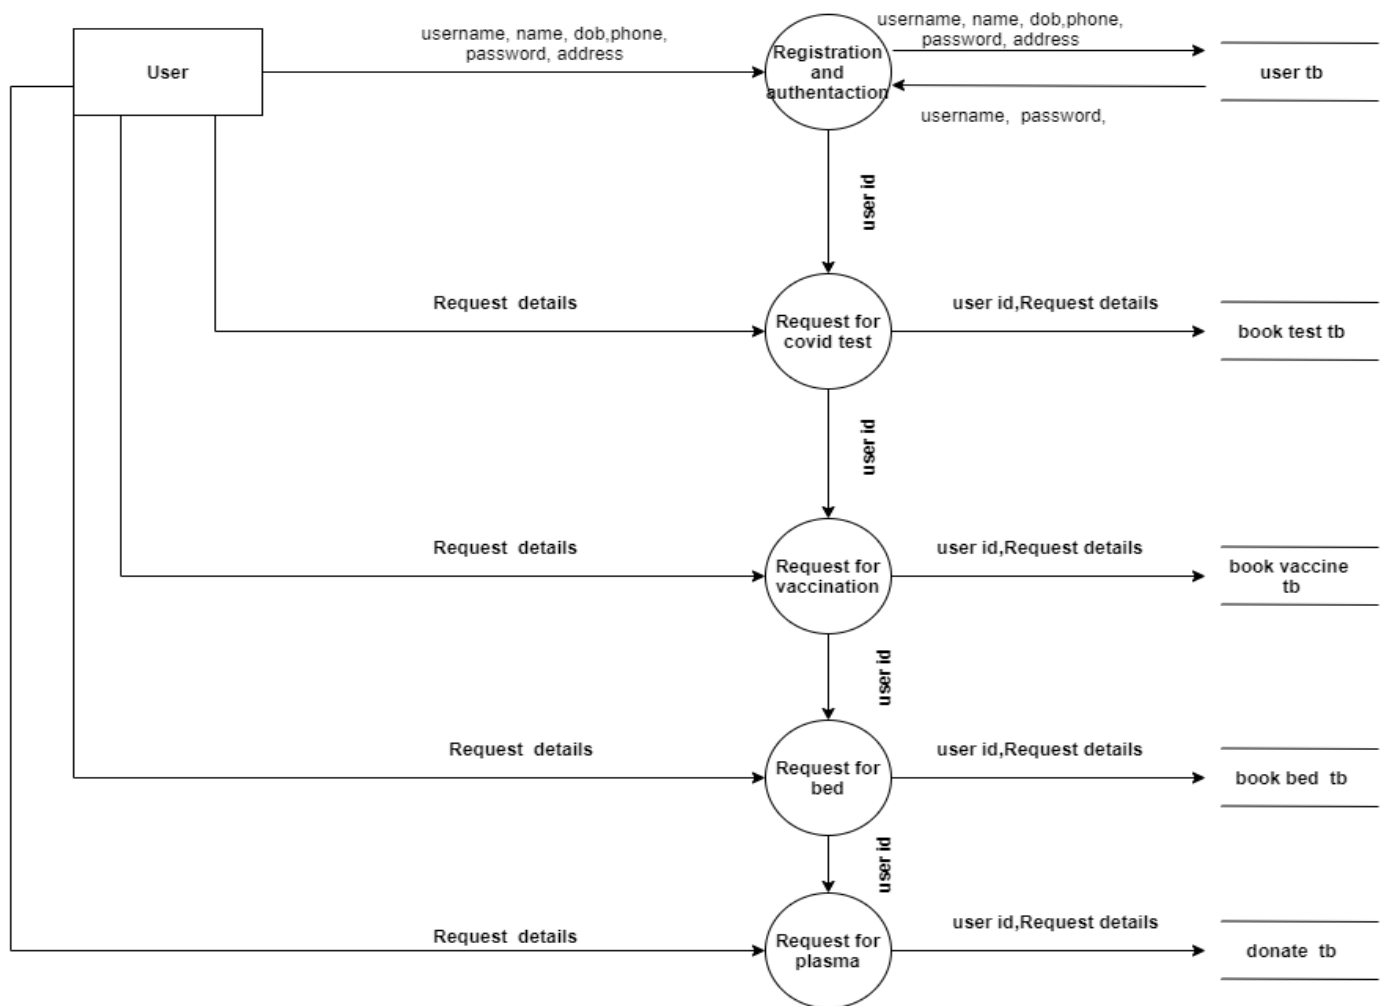 username, name, dob,phone,
password, address
username, name, dob,phone,
password, address
User
Registration
and
authentaction
user tb
username,  password,
user id
Request  details
Request for
covid test
user id,Request details
book test tb
user id
Request  details
Request for
vaccination
user id,Request details
book vaccine
tb
user id
Request  details
Request for
bed
user id,Request details
book bed  tb
user id
Request  details
Request for
plasma
user id,Request details
donate  tb